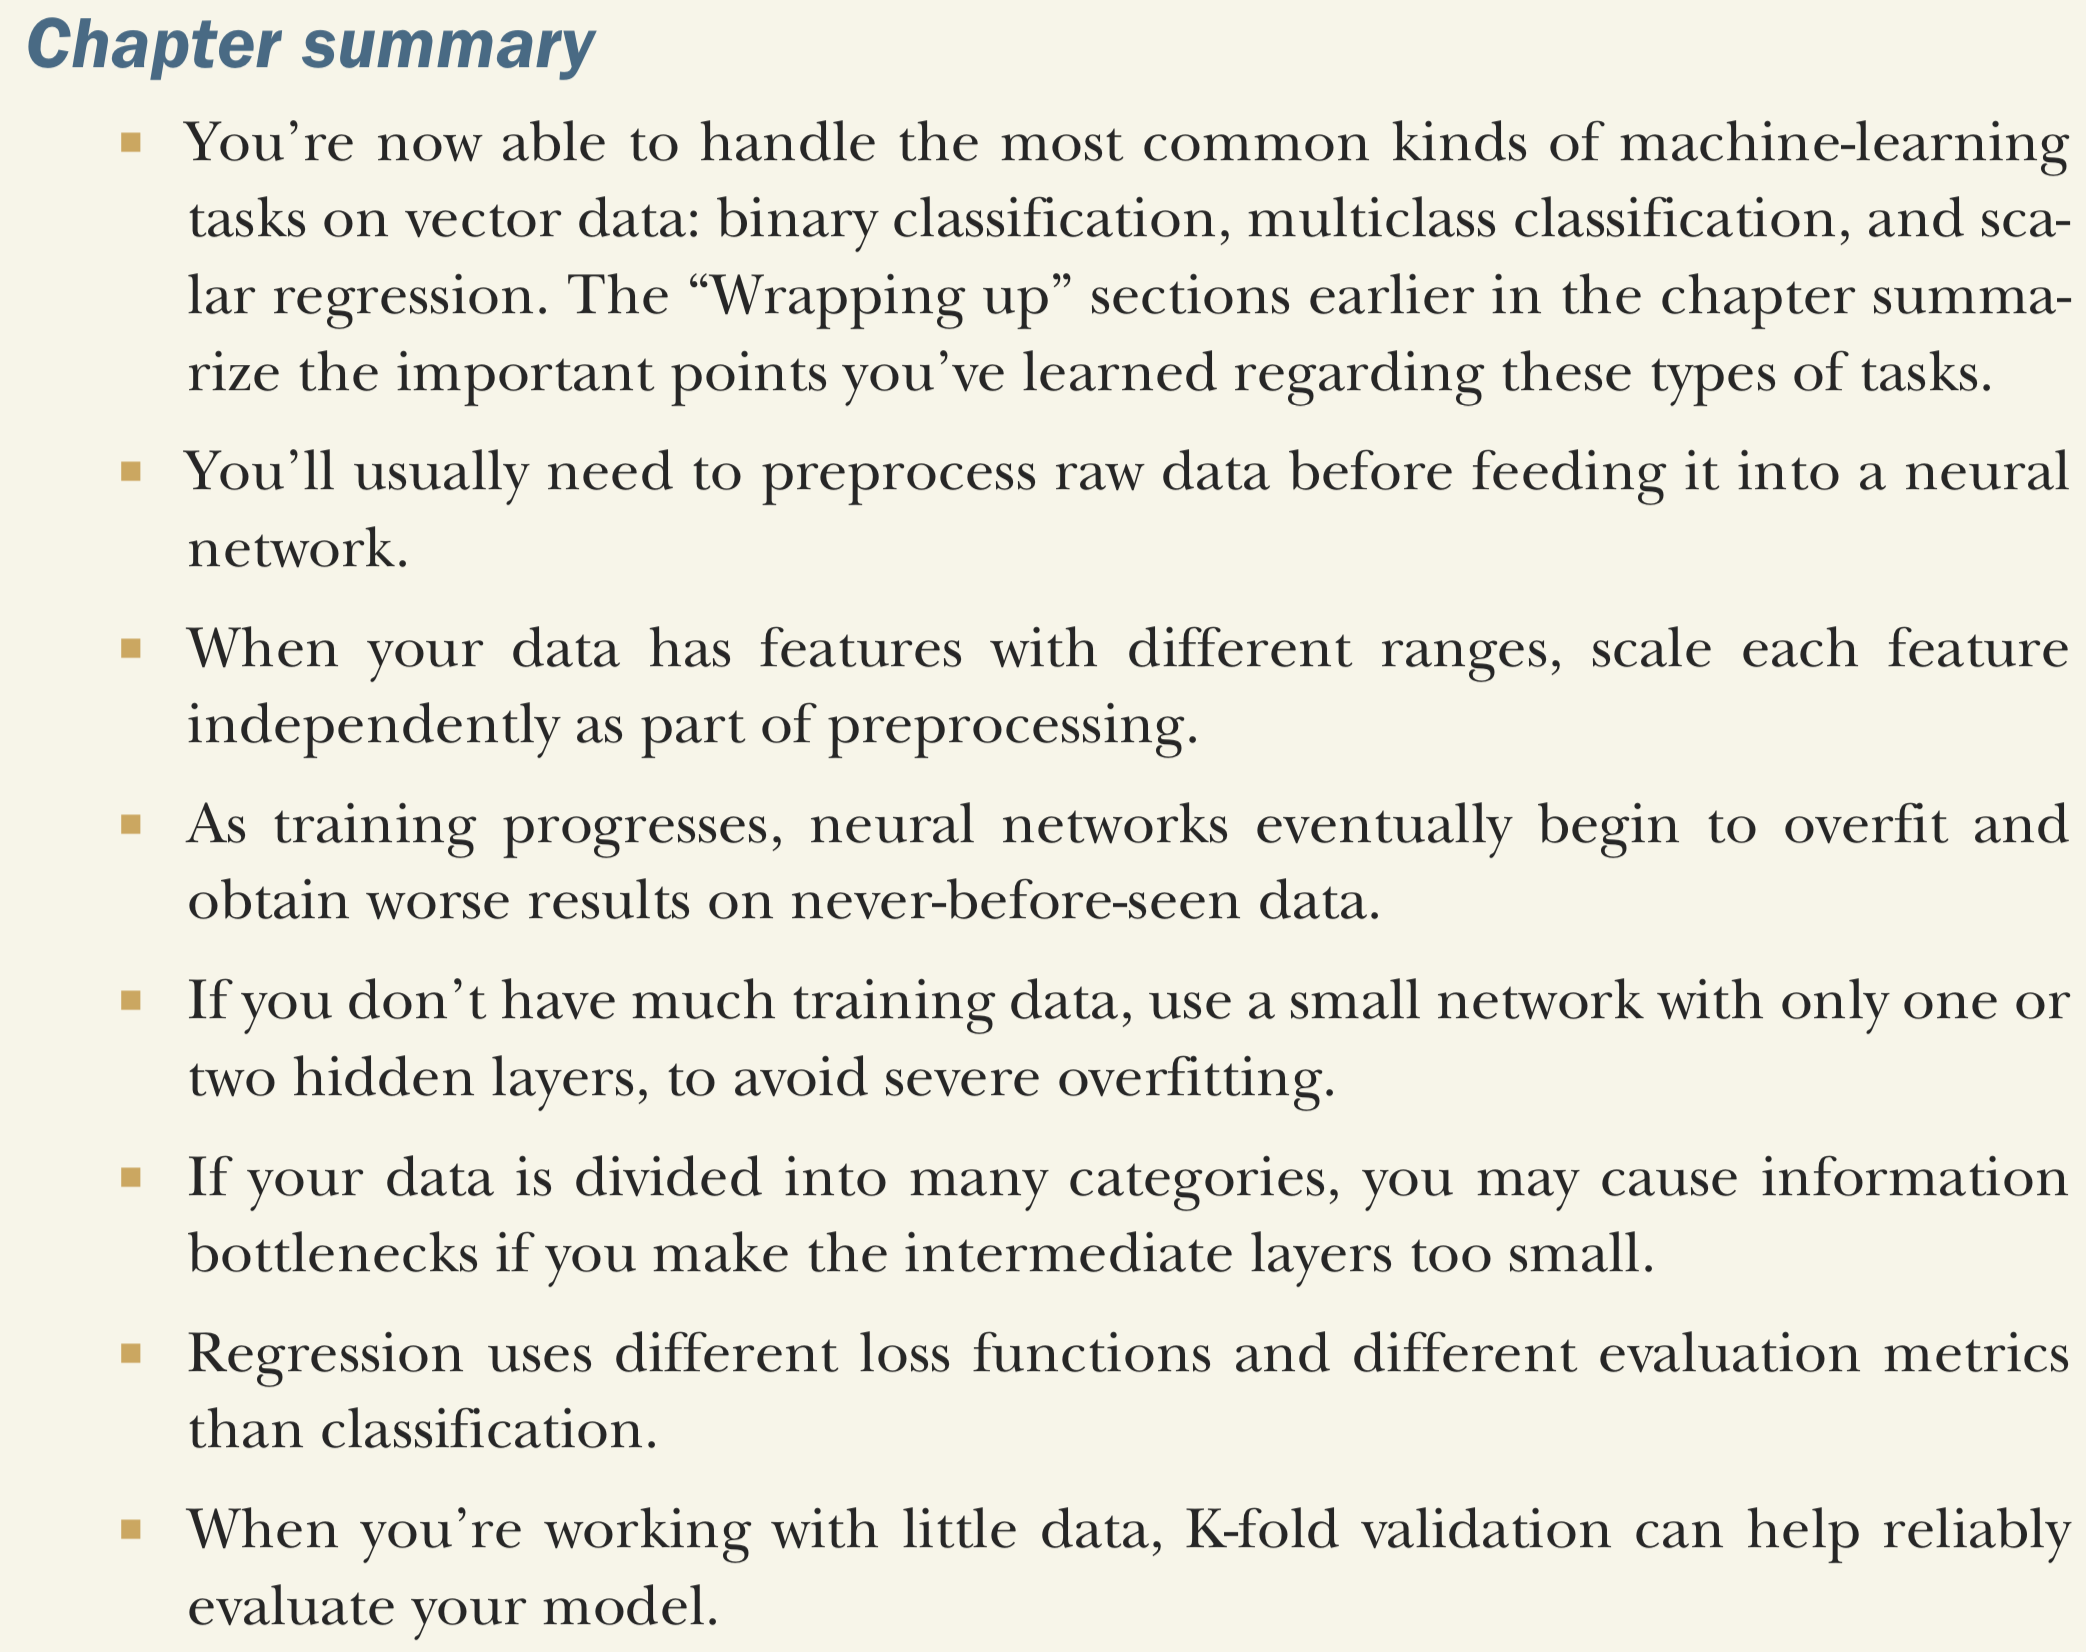 Chapter summary
You’re now able to handle the most common kinds of machine-learning
tasks on vector data: binary classification, multiclass classification, and sca-
lar regression. The “Wrapping up” sections earlier in the chapter summa-
rize the important points you’ve learned regarding these types of tasks.
You’ll usually need to preprocess raw data before feeding it into a neural
network.
When your data has features with different ranges, scale each feature
independently as part of preprocessing.
As training progresses, neural networks eventually begin to overfit and
obtain worse results on never-before-seen data.
If you don’t have much training data, use a small network with only one or
two hidden layers, to avoid severe overfitting.
If your data is divided into many categories, you may cause information
bottlenecks if you make the intermediate layers too small.
Regression uses different loss functions and different evaluation metrics
than classification.
When you’re working with little data, K-fold validation can help reliably
evaluate your model.